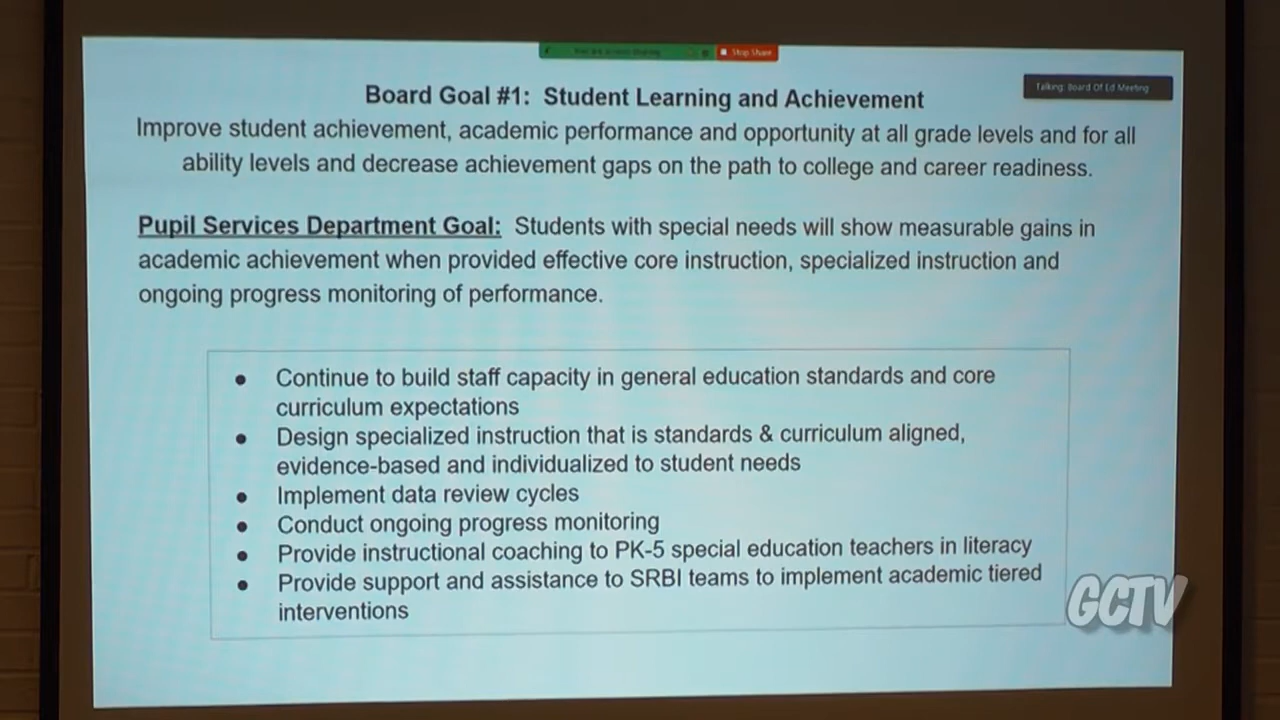 Stop Share
Talking: Board Of Ed Meeting
Board Goal #1: Student Learning and Achievement
Improve student achievement, academic performance and opportunity at all grade levels and for all
ability levels and decrease achievement gaps on the path to college and career readiness.
Pupil Services Department Goal: Students with special needs will show measurable gains in
academic achievement when provided effective core instruction, specialized instruction and
ongoing progress monitoring of performance.
● Continue to build staff capacity in general education standards and core
curriculum expectations
● Design specialized instruction that is standards & curriculum aligned,
evidence-based and individualized to student needs
● Implement data review cycles
● Conduct ongoing progress monitoring
● Provide instructional coaching to PK-5 special education teachers in literacy
● Provide support and assistance to SRBI teams to implement academic tiered
interventions
GCTV